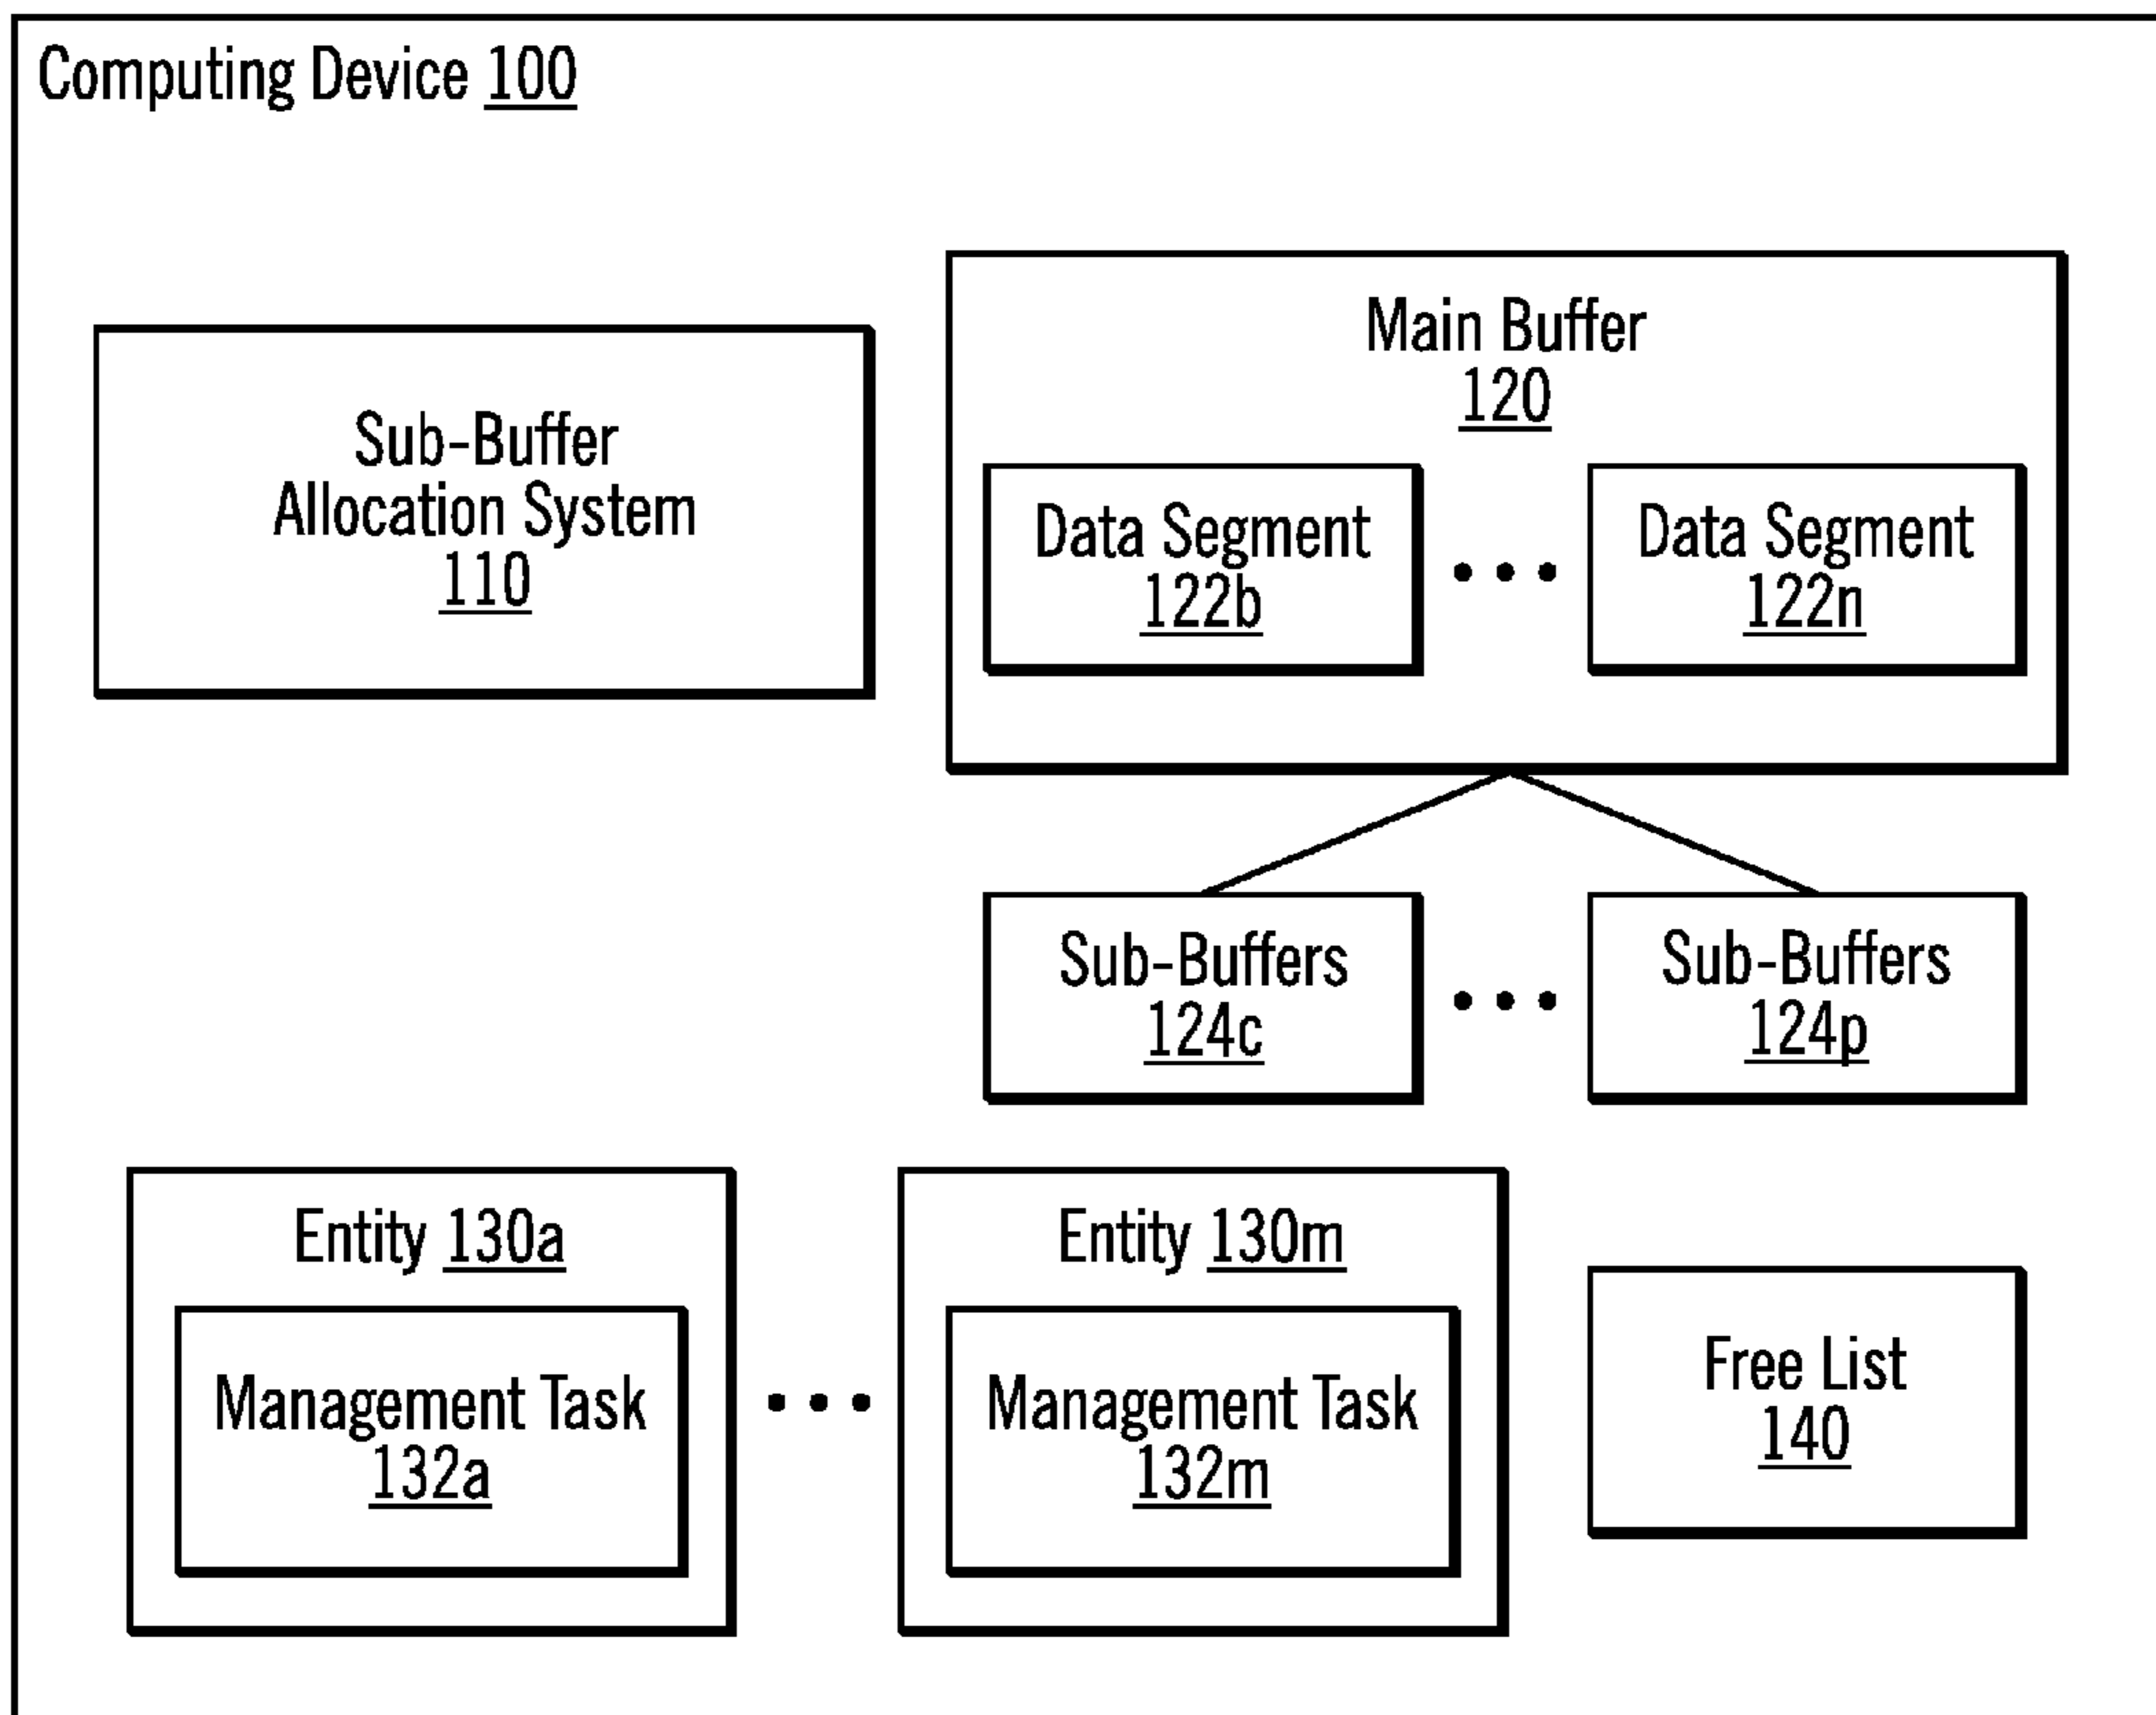 Computing Device 100
Main Buffer
120
Sub-Buffer
Allocation System
110
Data Segment
122b
Data Segment
122n
Sub-Buffers
124c
Sub-Buffers
124p
Entity 130a
Management Task
132a
Entity 130m
Management Task
132m
Free List
140